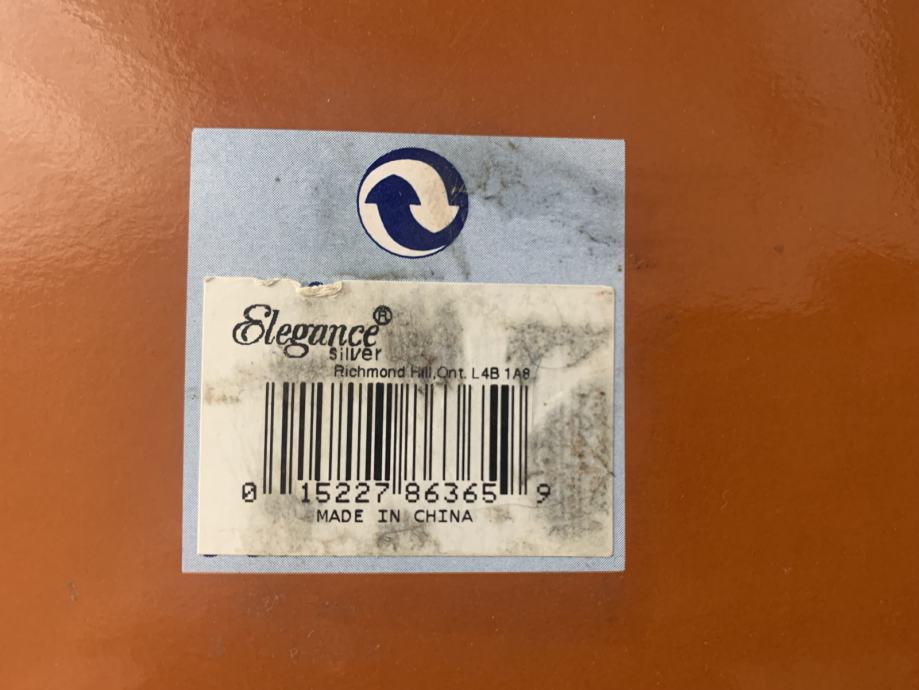 Elegance®
silver
Richmond Hill, Ont. L4B 1A8
0 15227 86365 9
MADE IN CHINA